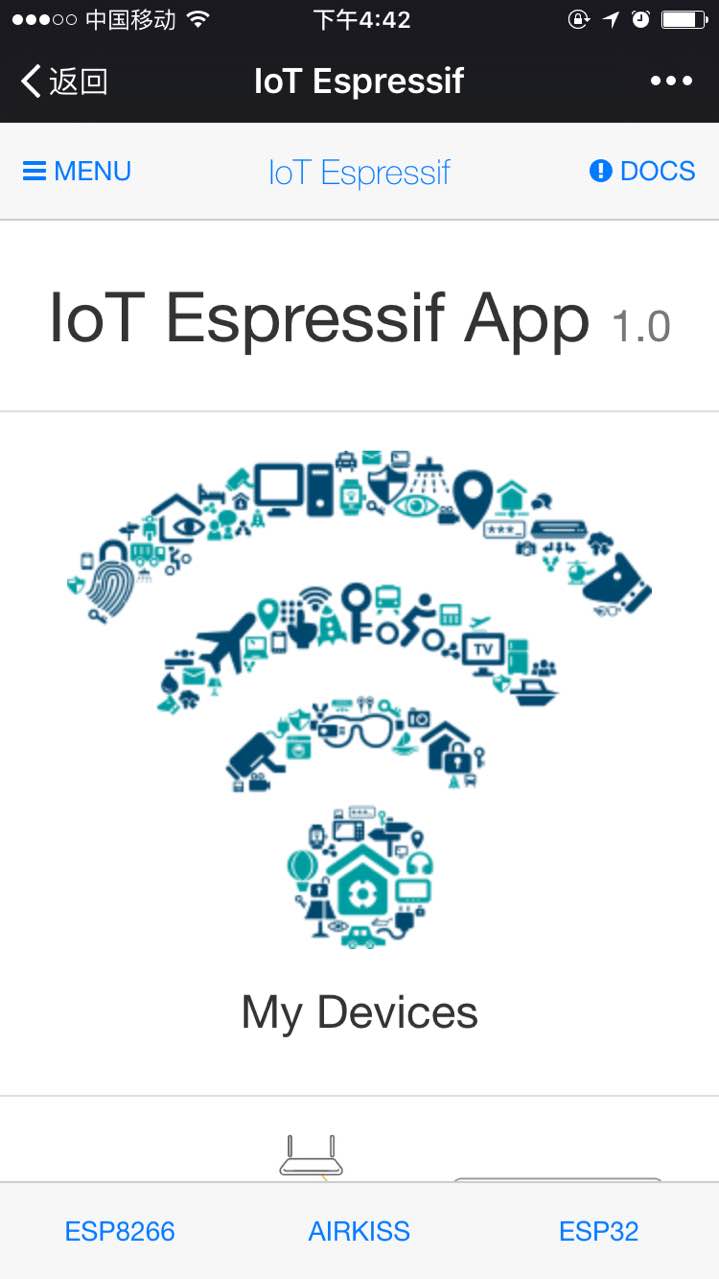 中国移动 下午4:42
返回 IoT Espressif
MENU IoT Espressif DOCS
IoT Espressif App 1.0
***_
TV
My Devices
ESP8266 AIRKISS ESP32